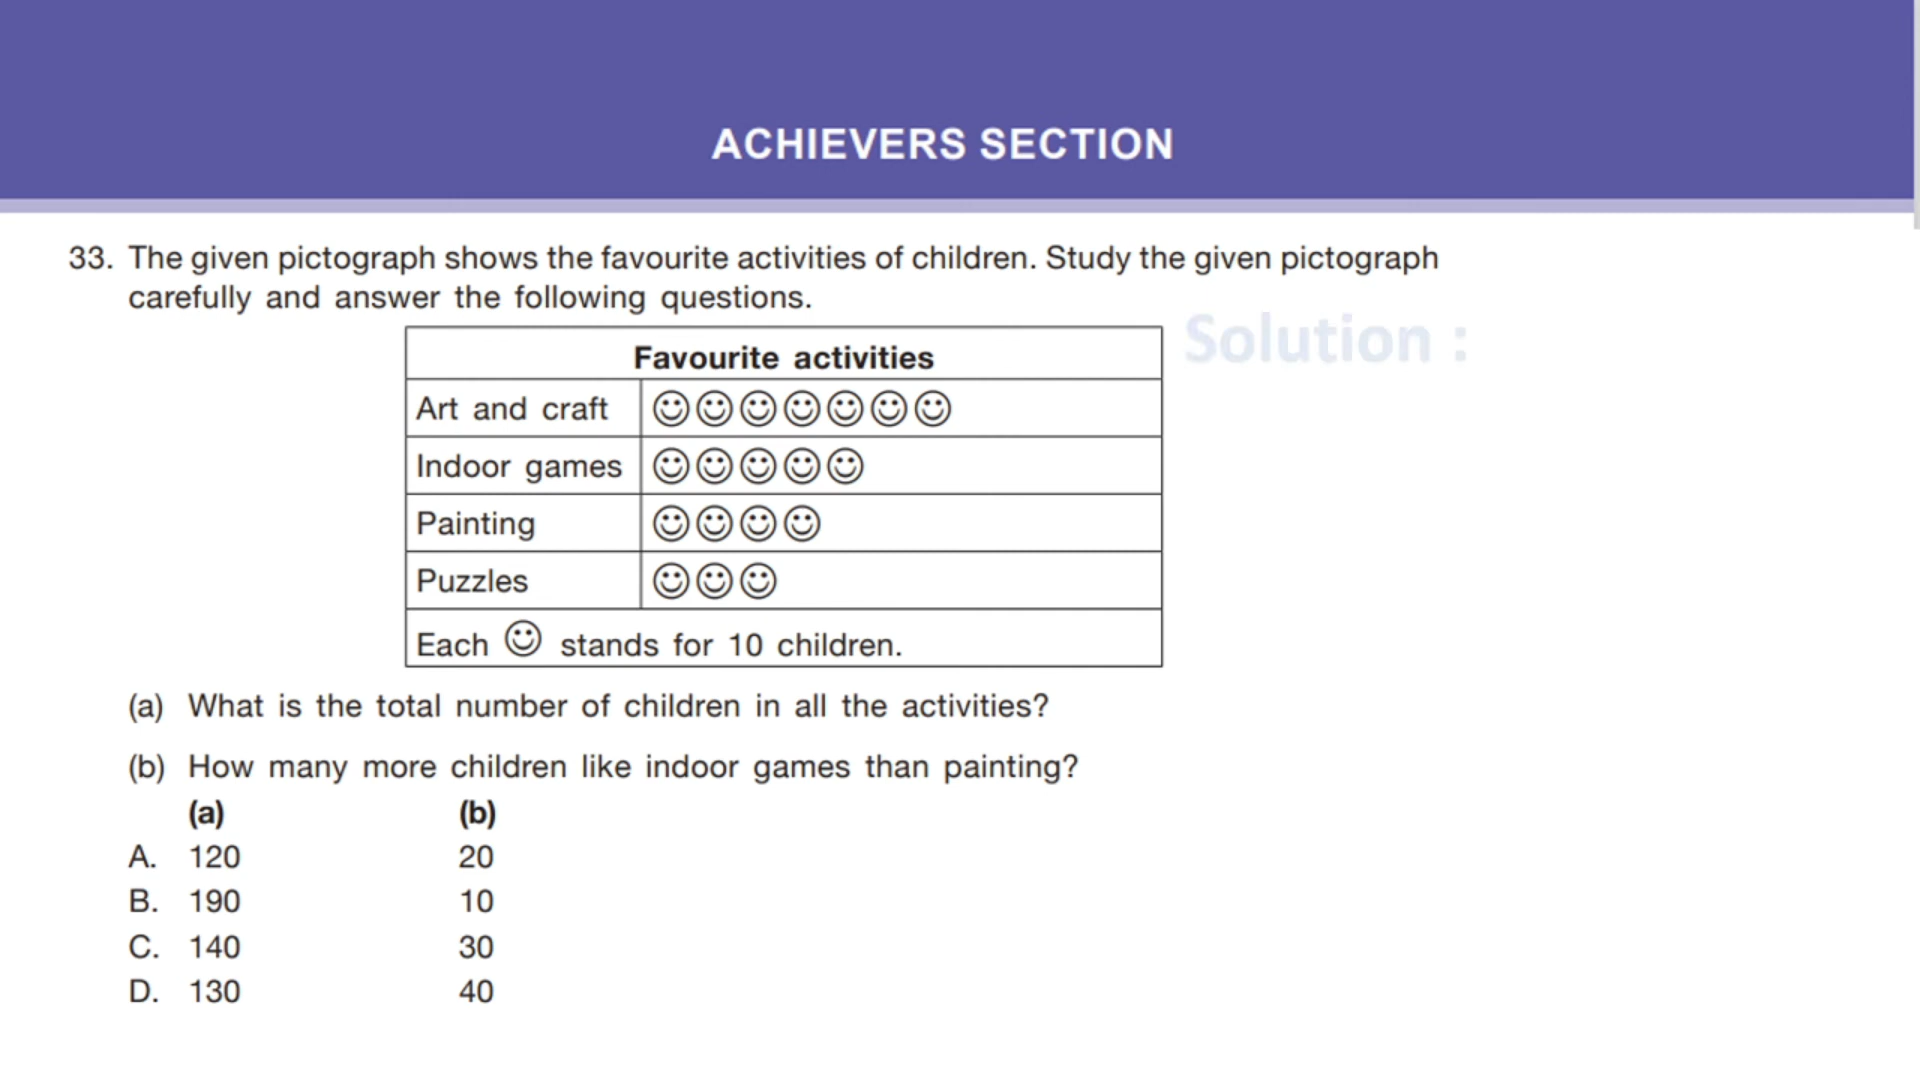 ACHIEVERS SECTION
33. The given pictograph shows the favourite activities of children. Study the given pictograph
carefully and answer the following questions.
Solution :
Favourite activities
Art and craft
Indoor games
Painting
Puzzles
Each stands for 10 children.
(a) What is the total number of children in all the activities?
(b) How many more children like indoor games than painting?
(a) (b)
A. 120 20
B. 190 10
C. 140 30
D. 130 40